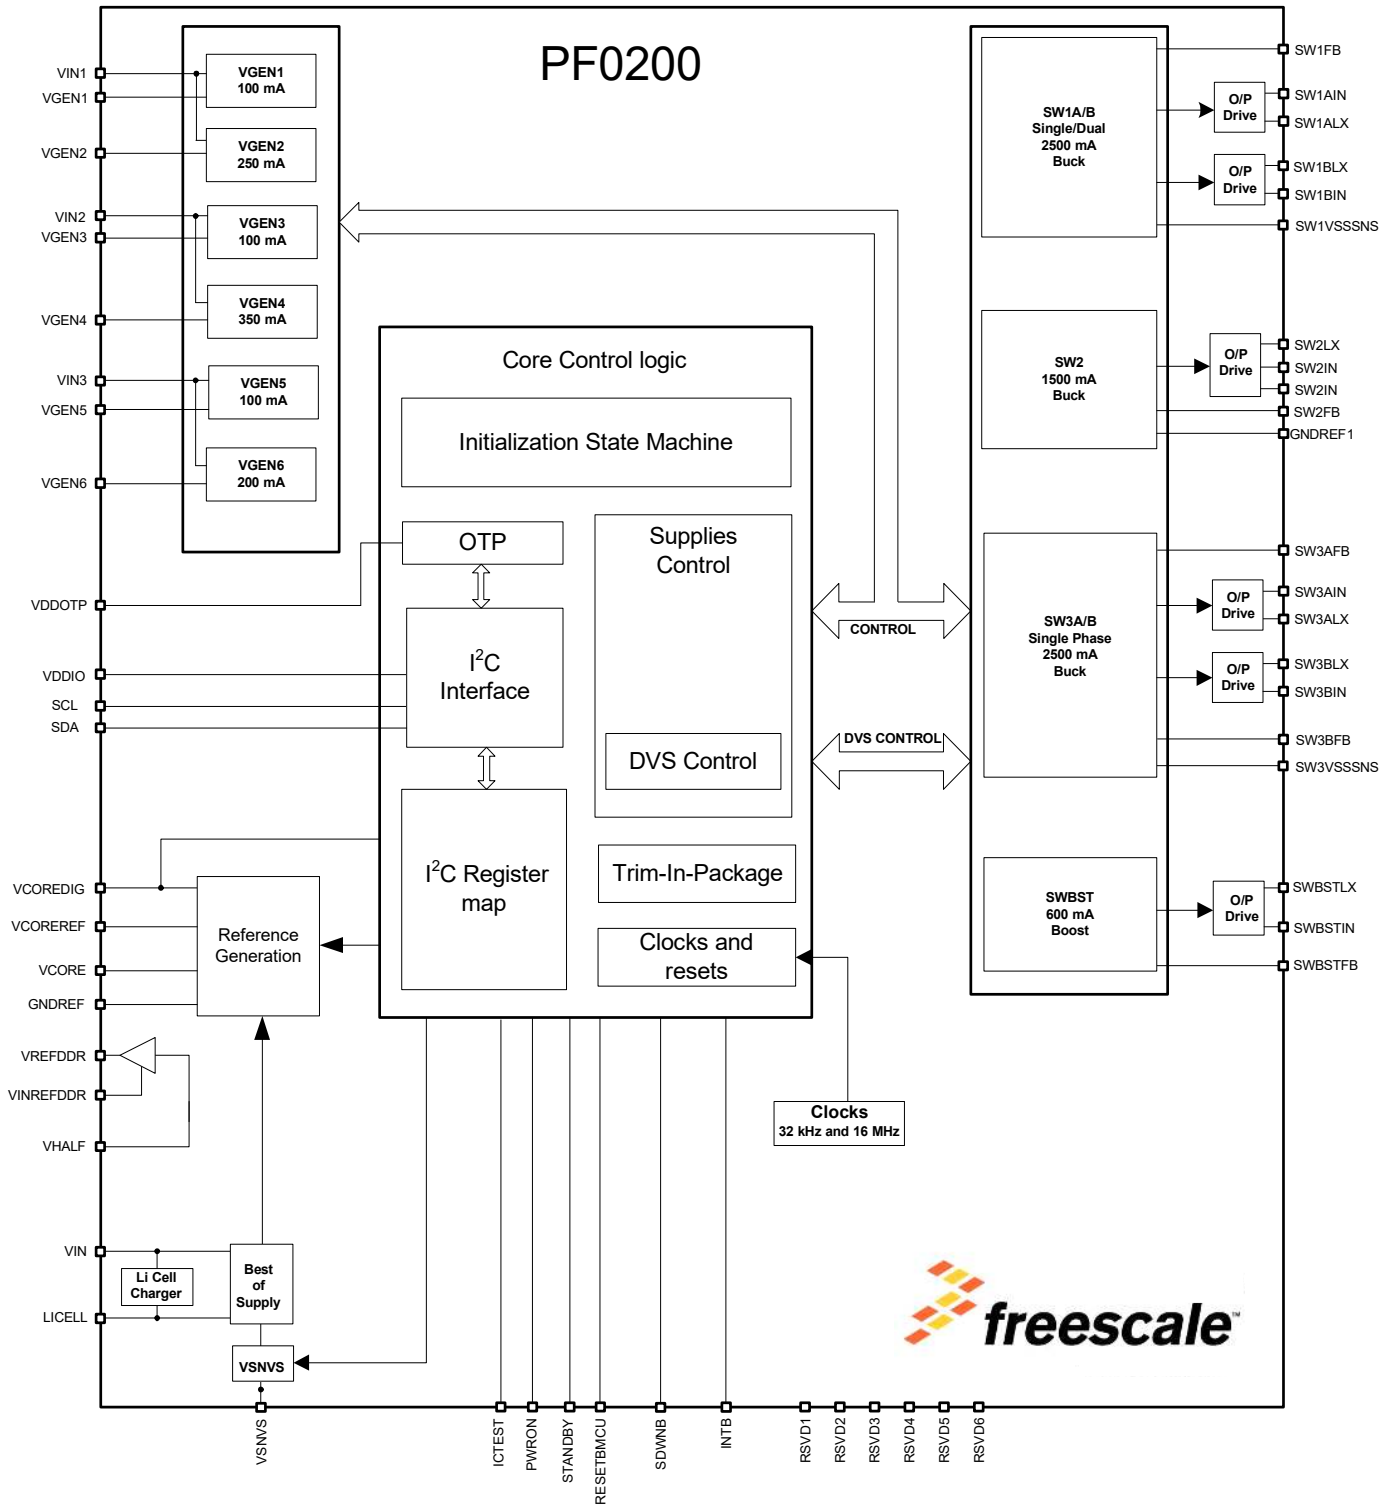 PF0200
VIN1
VGEN1
VGEN2
VIN2
VGEN3
VGEN4
VIN3
VGEN5
VGEN6
VDDOTP
VDDIO
SCL
SDA
VCOREDIG
VCOREREF
VCORE
GNDREF
VREFDDR
VINREFDDR
VHALF
VIN
LICELL
VGEN1
100 mA
VGEN2
250 mA
VGEN3
100 mA
VGEN4
350 mA
VGEN5
100 mA
VGEN6
200 mA
Core Control logic
Initialization State Machine
OTP
I²C
Interface
I²C Register
map
Supplies
Control
DVS Control
Trim-In-Package
Clocks and
resets
Reference
Generation
Li Cell
Charger
Best
of
Supply
VSNVS
Clocks
32 kHz and 16 MHz
CONTROL
DVS CONTROL
SW1A/B
Single/Dual
2500 mA
Buck
O/P
Drive
O/P
Drive
SW2
1500 mA
Buck
O/P
Drive
SW3A/B
Single Phase
2500 mA
Buck
O/P
Drive
O/P
Drive
SWBST
600 mA
Boost
O/P
Drive
SW1FB
SW1AIN
SW1ALX
SW1BLX
SW1BIN
SW1VSSSNS
SW2LX
SW2IN
SW2IN
SW2FB
GNDREF1
SW3AFB
SW3AIN
SW3ALX
SW3BLX
SW3BIN
SW3BFB
SW3VSSSNS
SWBSTLX
SWBSTIN
SWBSTFB
freescale™
VSNVS
ICTEST
PWRON
STANDBY
RESETBMCU
SDWNB
INTB
RSVD1
RSVD2
RSVD3
RSVD4
RSVD5
RSVD6